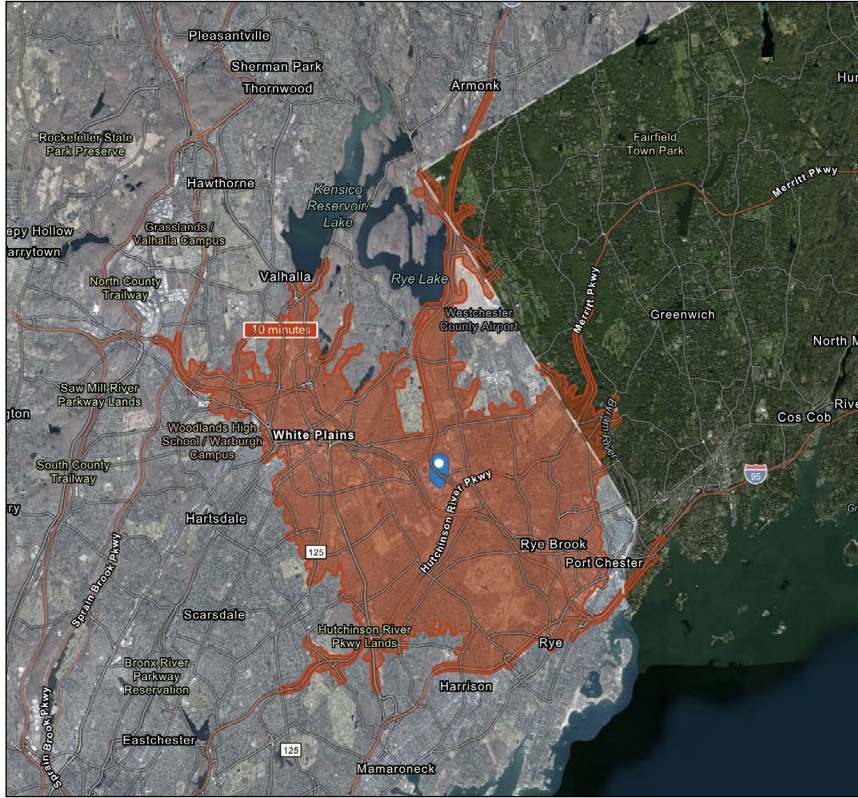 Pleasantville
Sherman Park
Thornwood
Armonk
Hur
Rockefeller State
Park Preserve
Fairfield
Town Park
Merritt Pkwy
Hawthorne
Kensico
Reservoir/
Lake
epy Hollow
arrytown
Grasslands /
Valhalla Campus
North County
Trailway
Valhalla
Rye Lake
Merritt Pkwy
Westchester
County Airport
Greenwich
10 minutes
North M
Saw Mill River
Parkway Lands
gton
Woodlands High
School / Warburgh
Campus
White Plains
Byram River
Rive
Cos Cob
South County
Trailway
95
ry
Hutchinson River Pkwy
Gr
Hartsdale
125
Rye Brook
Port Chester
Sprain Brook Pkwy
Scarsdale
Hutchinson River
Pkwy Lands
Rye
Bronx River
Parkway
Reservation
Harrison
Sprain Brook Pkwy
Eastchester
125
Mamaroneck